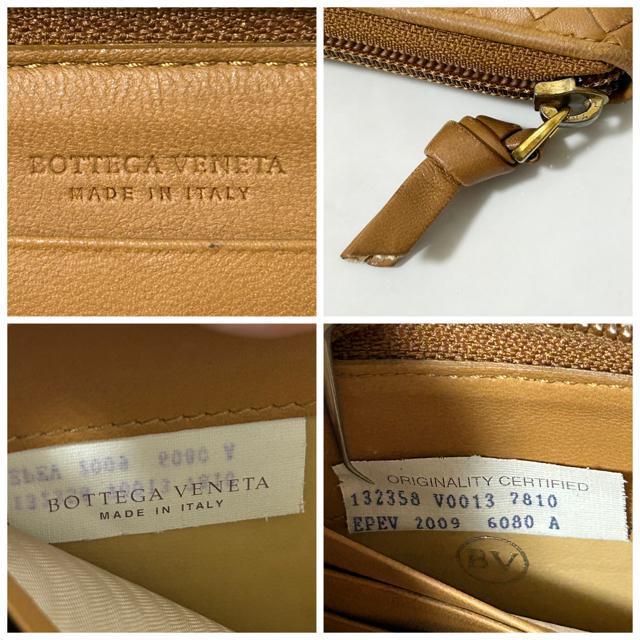 BOTTEGA VENETA
MADE IN ITALY
BOTTEGA VENETA
MADE IN ITALY
ORIGINALITY CERTIFIED
132358 V0013 7810
EPEV 2009 6080 A
BV